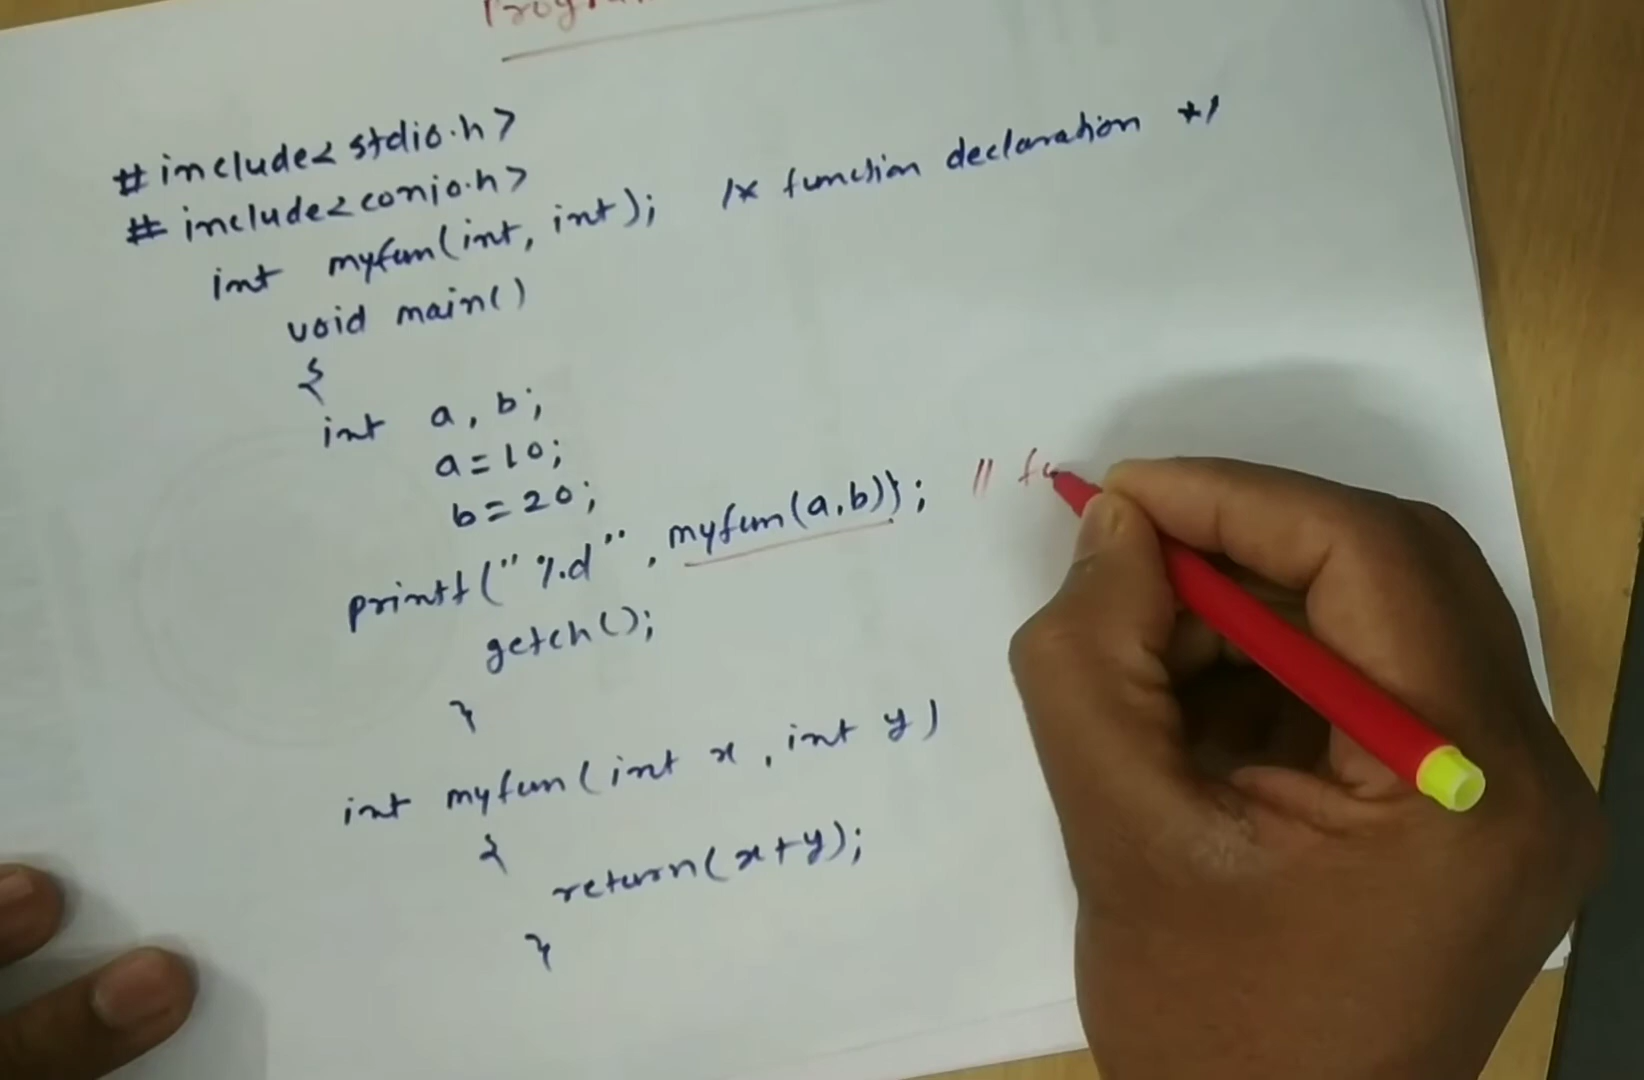 #include<stdio.h>
#include<conio.h>
int myfun(int, int); /* function declaration */
void main()
{
int a, b;
a=10;
b=20;
printf("%d", myfun(a,b)); // fu
getch();
}
int myfun(int x, int y)
{
return(x+y);
}